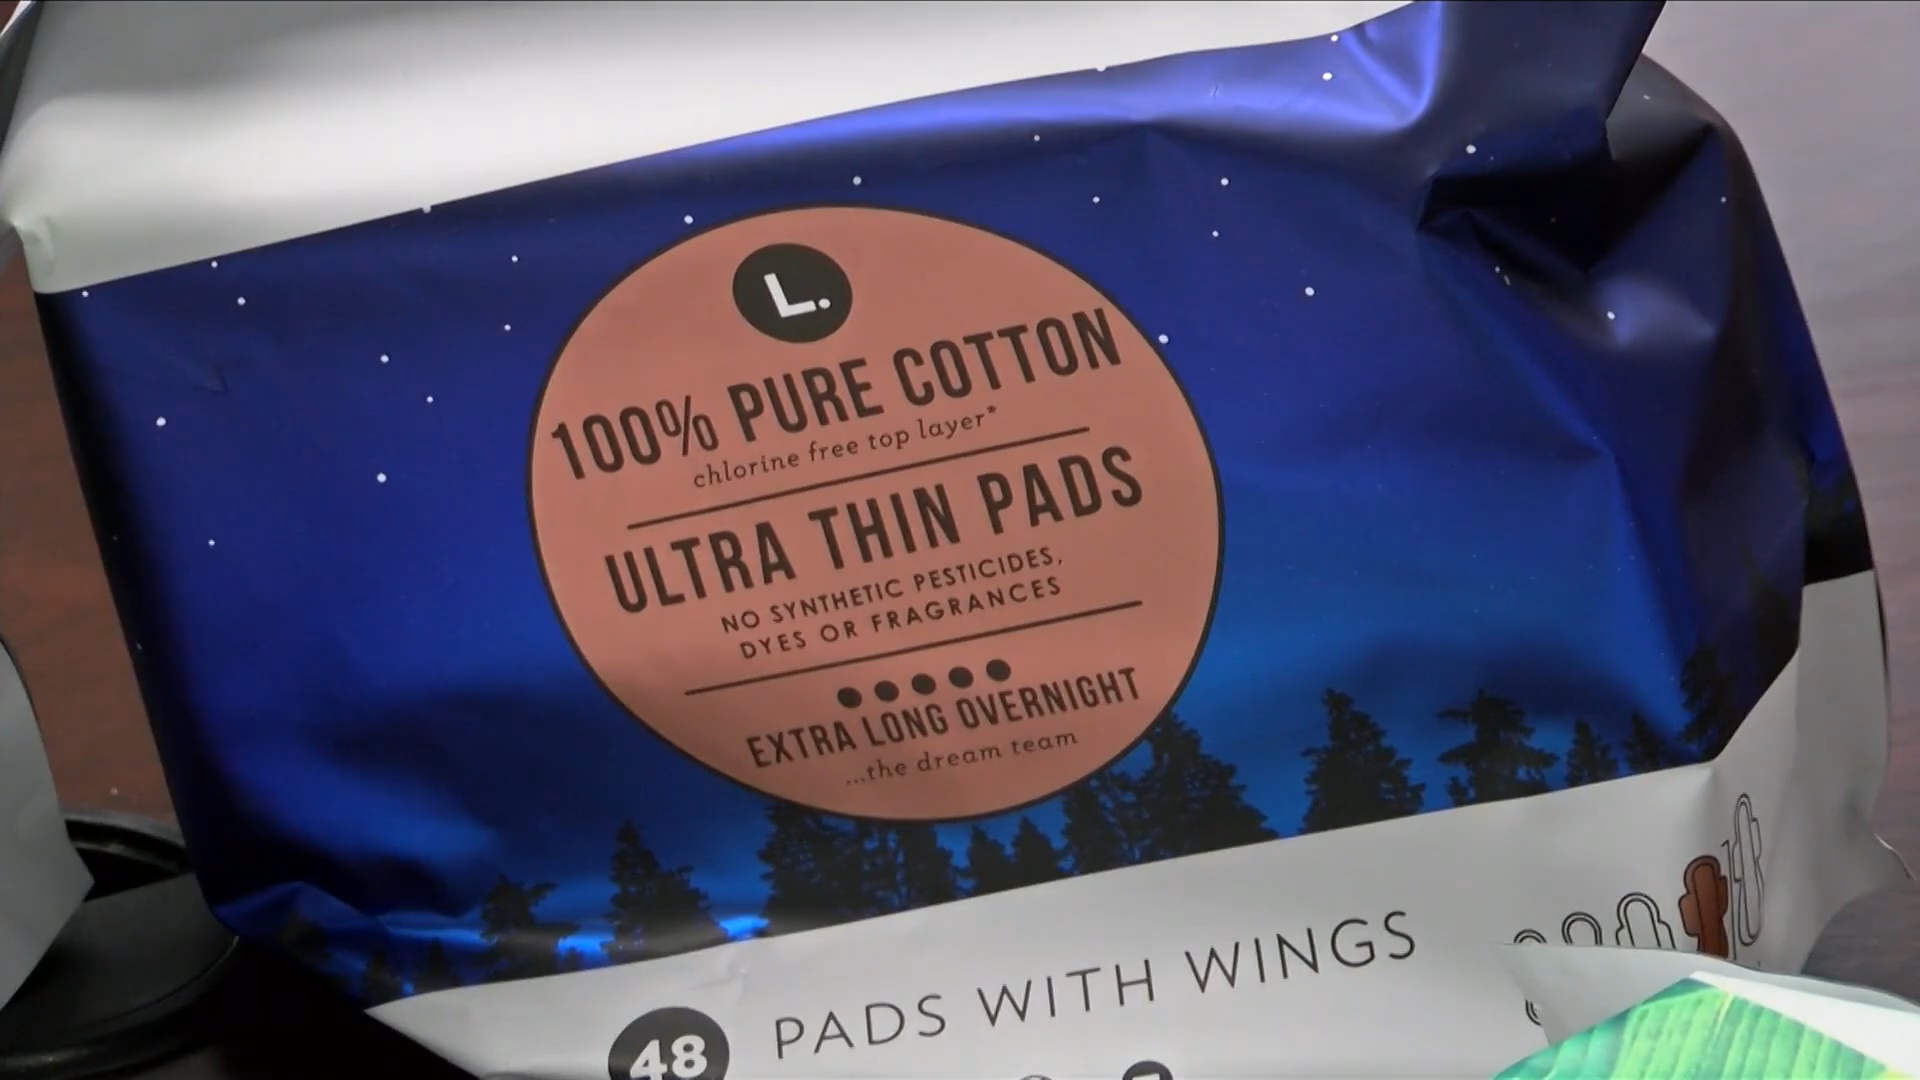 L.
100% PURE COTTON
chlorine free top layer*
ULTRA THIN PADS
NO SYNTHETIC PESTICIDES,
DYES OR FRAGRANCES
EXTRA LONG OVERNIGHT
...the dream team
48 PADS WITH WINGS